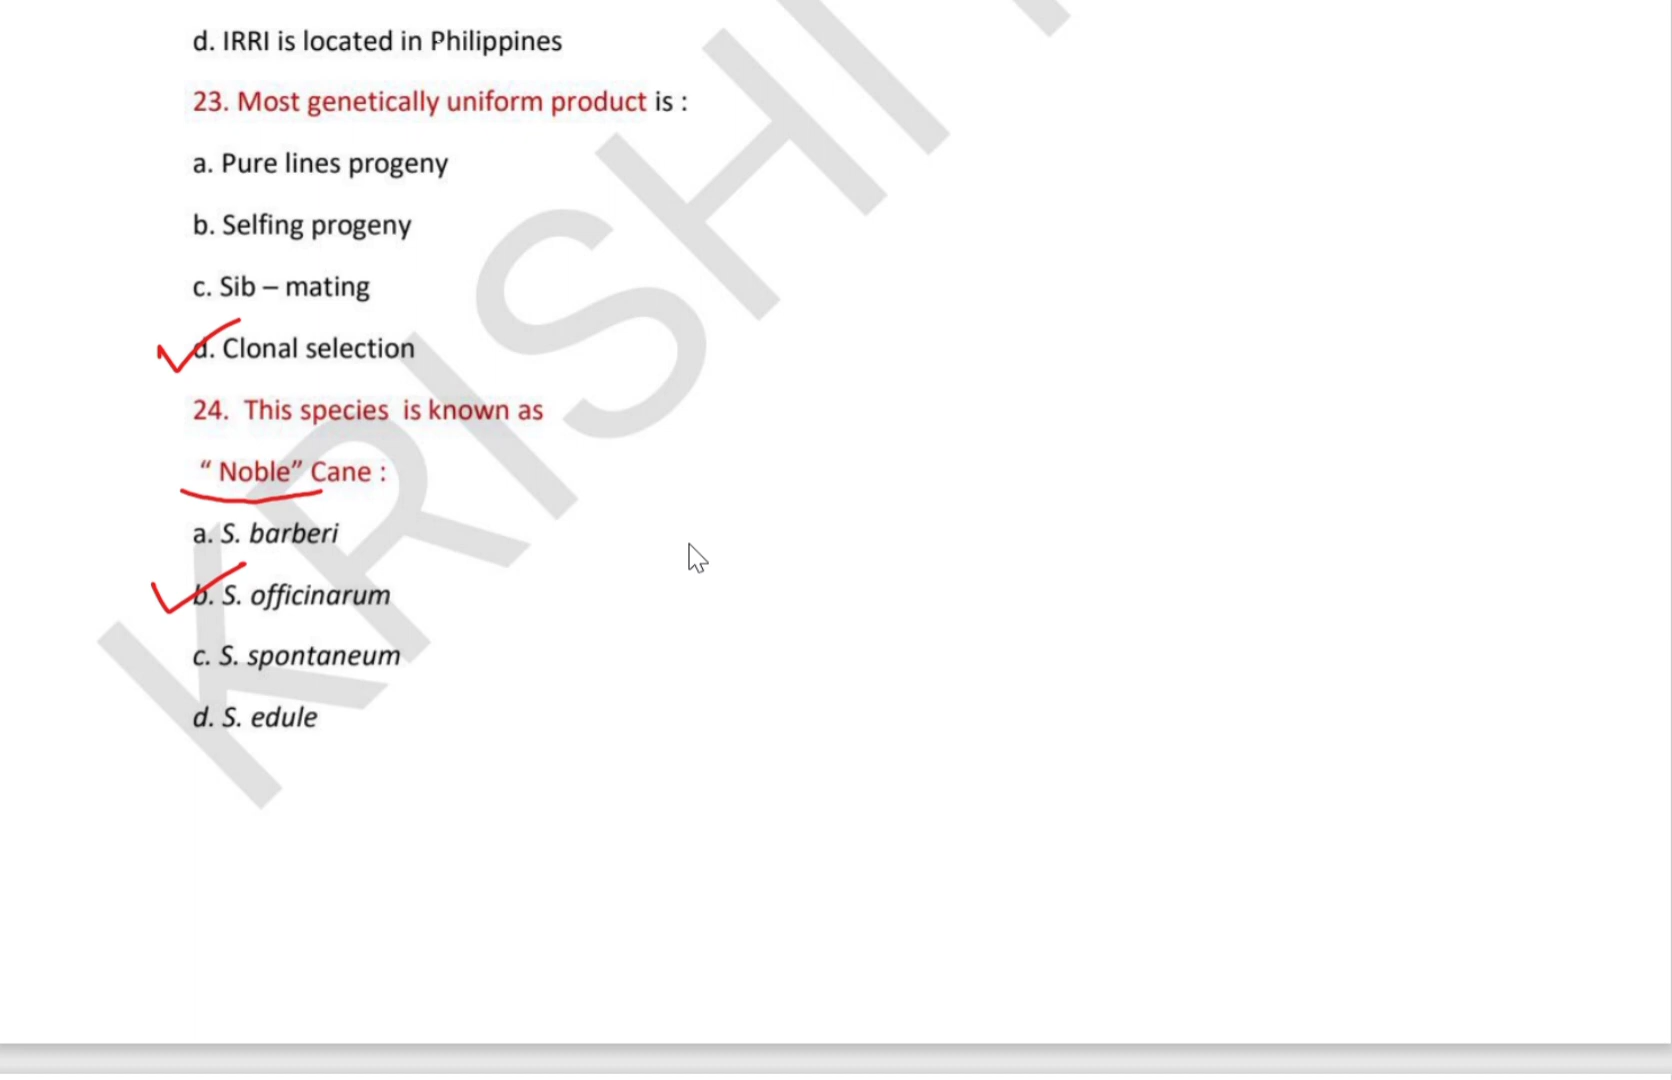 d. IRRI is located in Philippines
23. Most genetically uniform product is :
a. Pure lines progeny
b. Selfing progeny
c. Sib – mating
d. Clonal selection
24.  This species  is known as
“ Noble” Cane :
a. S. barberi
b. S. officinarum
c. S. spontaneum
d. S. edule
KRISHI